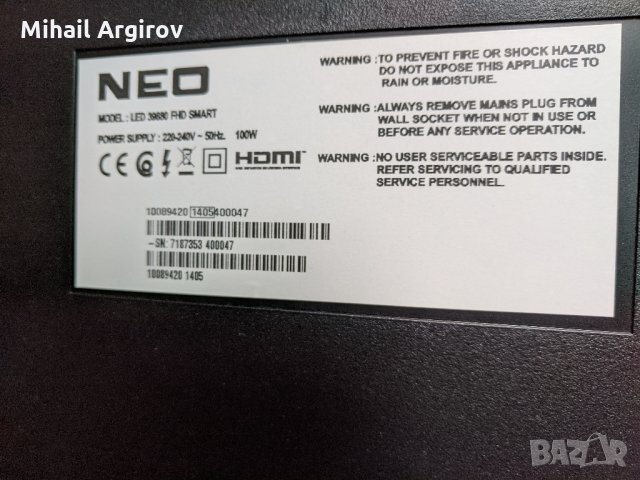 Mihail Argirov
NEO
MODEL : LED 39680 FHD SMART
POWER SUPPLY : 220-240V ~ 50Hz. 100W
HDMI
WARNING :TO PREVENT FIRE OR SHOCK HAZARD
DO NOT EXPOSE THIS APPLIANCE TO
RAIN OR MOISTURE.
WARNING :ALWAYS REMOVE MAINS PLUG FROM
WALL SOCKET WHEN NOT IN USE OR
BEFORE ANY SERVICE OPERATION.
WARNING :NO USER SERVICEABLE PARTS INSIDE.
REFER SERVICING TO QUALIFIED
SERVICE PERSONNEL.
10089420 1405400047
-SN: 7187353 400047
10089420 1405
BAZAR